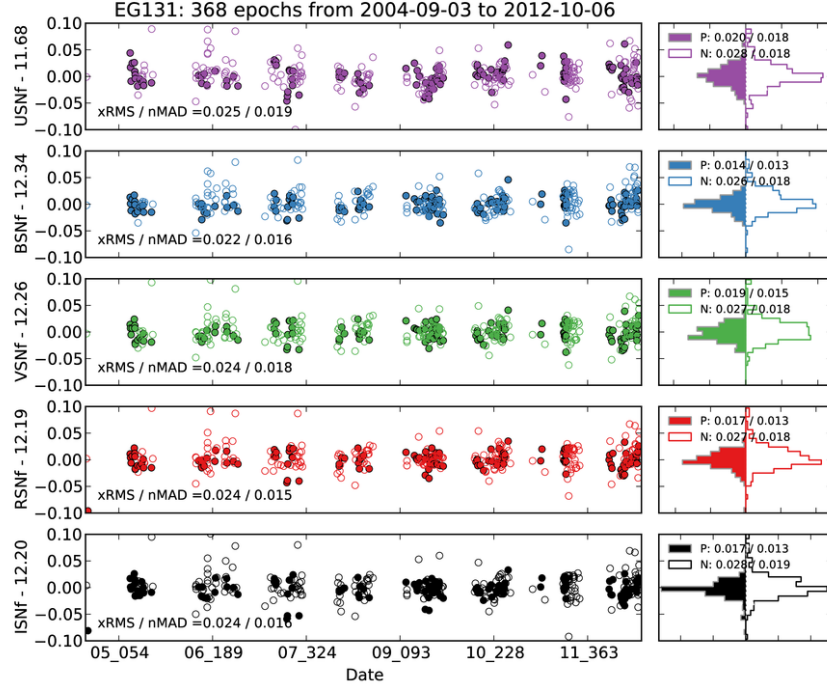 EG131: 368 epochs from 2004-09-03 to 2012-10-06
USNf - 11.68
0.10
0.05
0.00
−0.05
−0.10
xRMS / nMAD =0.025 / 0.019
P: 0.020 / 0.018
N: 0.028 / 0.018
BSNf - 12.34
0.10
0.05
0.00
−0.05
−0.10
xRMS / nMAD =0.022 / 0.016
P: 0.014 / 0.013
N: 0.026 / 0.018
VSNf - 12.26
0.10
0.05
0.00
−0.05
−0.10
xRMS / nMAD =0.024 / 0.018
P: 0.019 / 0.015
N: 0.027 / 0.018
RSNf - 12.19
0.10
0.05
0.00
−0.05
−0.10
xRMS / nMAD =0.024 / 0.015
P: 0.017 / 0.013
N: 0.027 / 0.018
ISNf - 12.20
0.10
0.05
0.00
−0.05
−0.10
xRMS / nMAD =0.024 / 0.016
P: 0.017 / 0.013
N: 0.028 / 0.019
05_054 06_189 07_324 09_093 10_228 11_363
Date